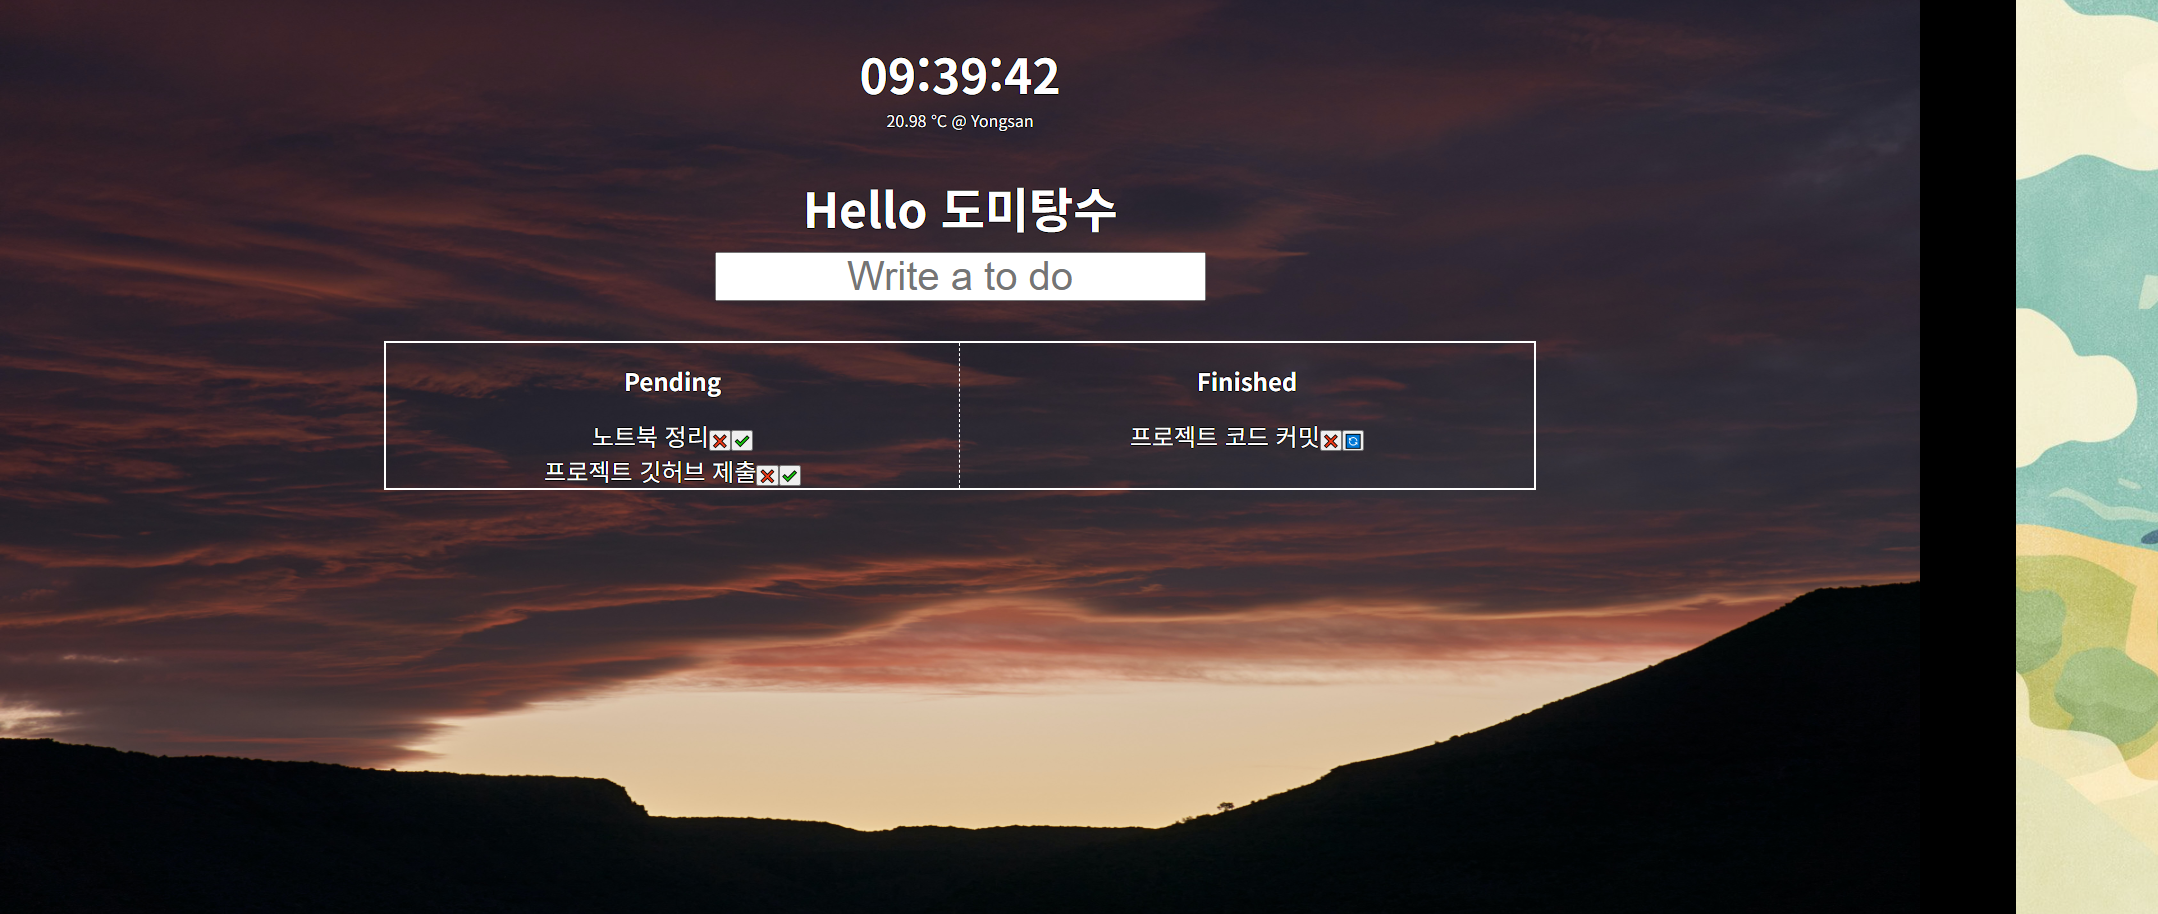 09:39:42
20.98 °C @ Yongsan
Hello 도미탕수
Write a to do
Pending
노트북 정리
프로젝트 깃허브 제출
Finished
프로젝트 코드 커밋